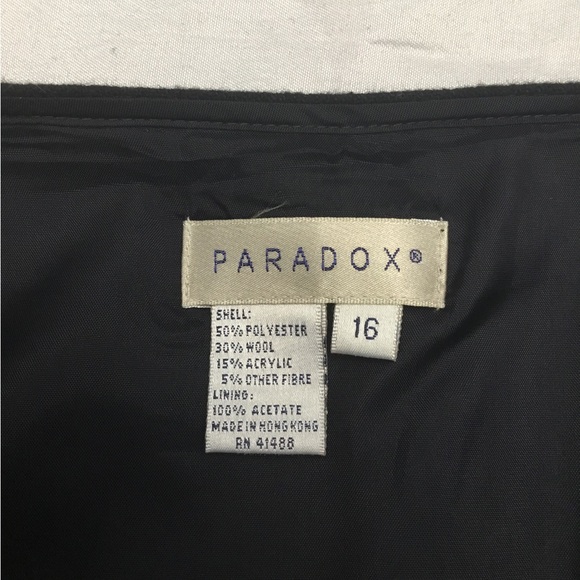 PARADOX®
16
SHELL:
50% POLYESTER
30% WOOL
15% ACRYLIC
5% OTHER FIBRE
LINING:
100% ACETATE
MADE IN HONG KONG
RN 41488